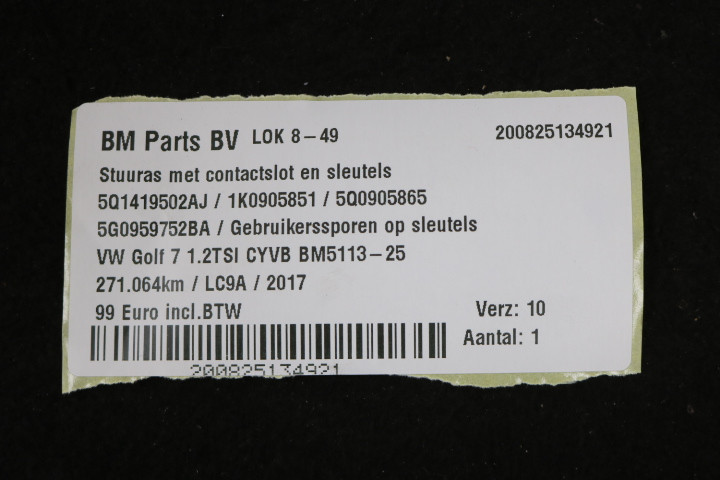 BM Parts BV LOK 8-49 200825134921
Stuuras met contactslot en sleutels
5Q1419502AJ / 1K0905851 / 5Q0905865
5G0959752BA / Gebruikerssporen op sleutels
VW Golf 7 1.2TSI CYVB BM5113-25
271.064km / LC9A / 2017
99 Euro incl.BTW Verz: 10
Aantal: 1
200825134921